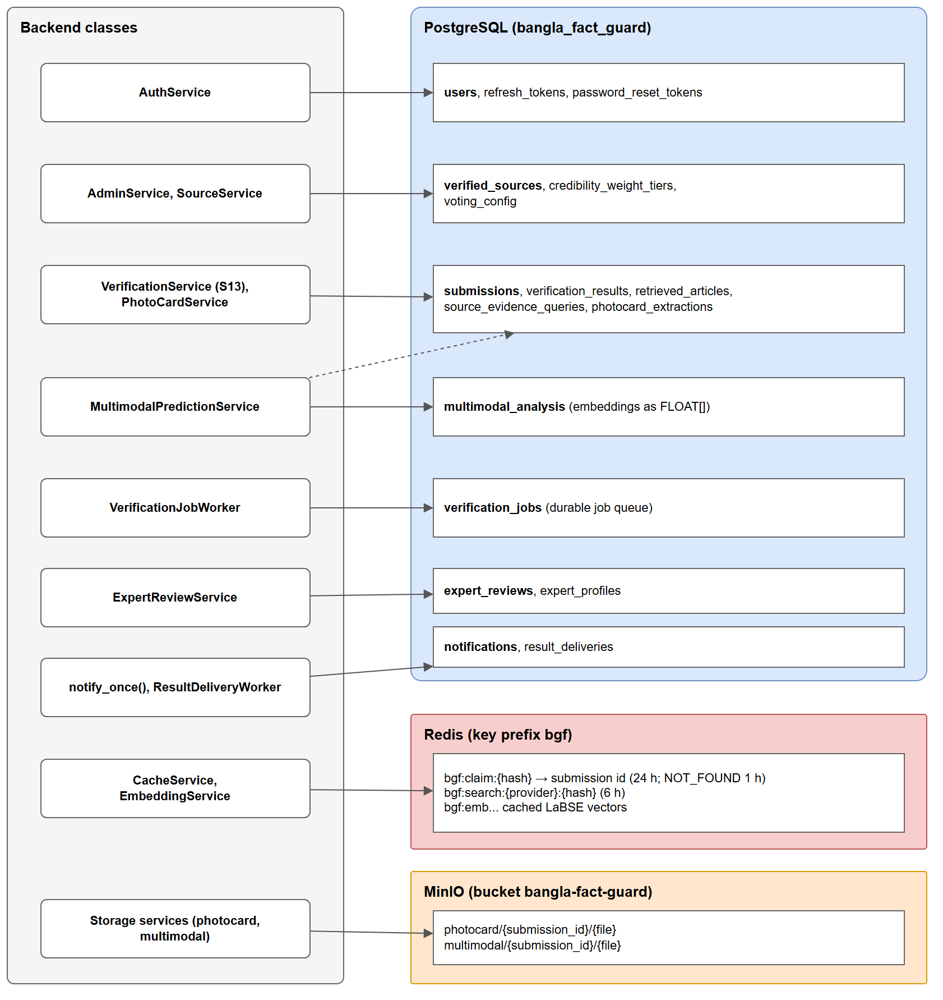 Backend classes
AuthService
AdminService, SourceService
VerificationService (S13),
PhotoCardService
MultimodalPredictionService
VerificationJobWorker
ExpertReviewService
notify_once(), ResultDeliveryWorker
CacheService,
EmbeddingService
Storage services (photocard,
multimodal)
PostgreSQL (bangla_fact_guard)
users, refresh_tokens, password_reset_tokens
verified_sources, credibility_weight_tiers,
voting_config
submissions, verification_results, retrieved_articles,
source_evidence_queries, photocard_extractions
multimodal_analysis (embeddings as FLOAT[])
verification_jobs (durable job queue)
expert_reviews, expert_profiles
notifications, result_deliveries
Redis (key prefix bgf)
bgf:claim:{hash} → submission id (24 h; NOT_FOUND 1 h)
bgf:search:{provider}:{hash} (6 h)
bgf:emb... cached LaBSE vectors
MinIO (bucket bangla-fact-guard)
photocard/{submission_id}/{file}
multimodal/{submission_id}/{file}